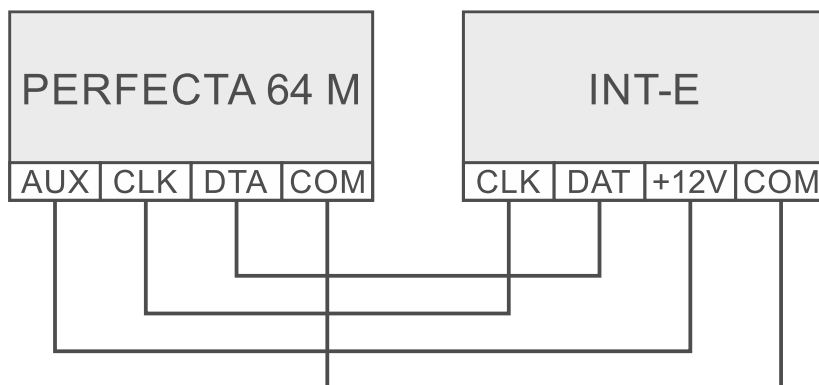 PERFECTA 64 M
INT-E
AUX CLK DTA COM
CLK DAT +12V COM